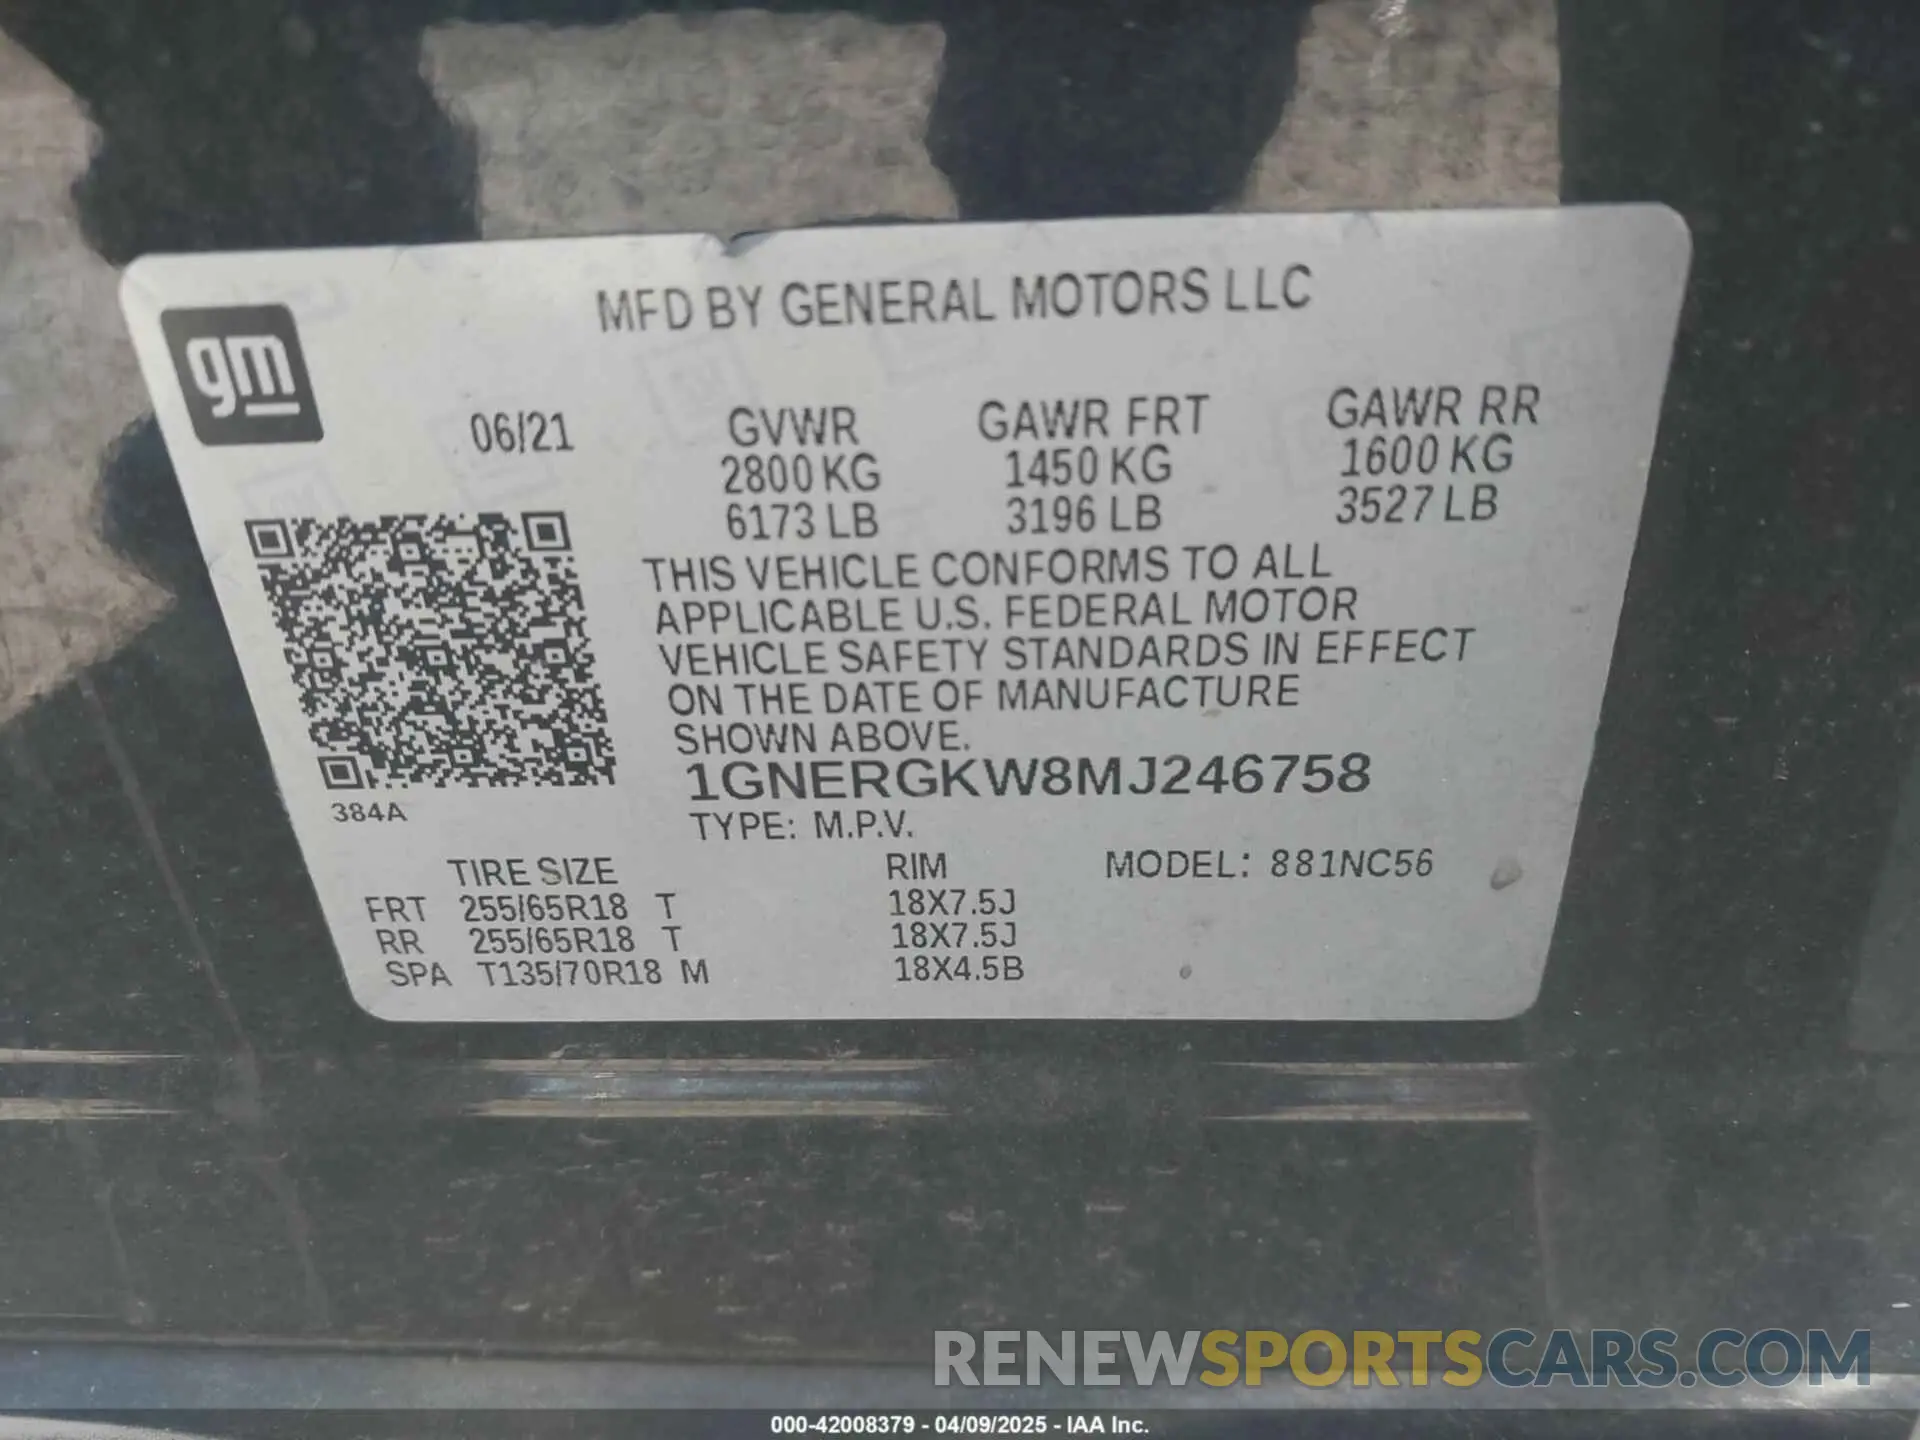 MFD BY GENERAL MOTORS LLC
gm
06/21 GVWR GAWR FRT GAWR RR
2800 KG 1450 KG 1600 KG
6173 LB 3196 LB 3527 LB
THIS VEHICLE CONFORMS TO ALL
APPLICABLE U.S. FEDERAL MOTOR
VEHICLE SAFETY STANDARDS IN EFFECT
ON THE DATE OF MANUFACTURE
SHOWN ABOVE.
1GNERGKW8MJ246758
384A
TYPE: M.P.V.
TIRE SIZE RIM MODEL: 881NC56
FRT 255/65R18 T 18X7.5J
RR 255/65R18 T 18X7.5J
SPA T135/70R18 M 18X4.5B
RENEWSPORTSCARS.COM
000-42008379 - 04/09/2025 - IAA Inc.